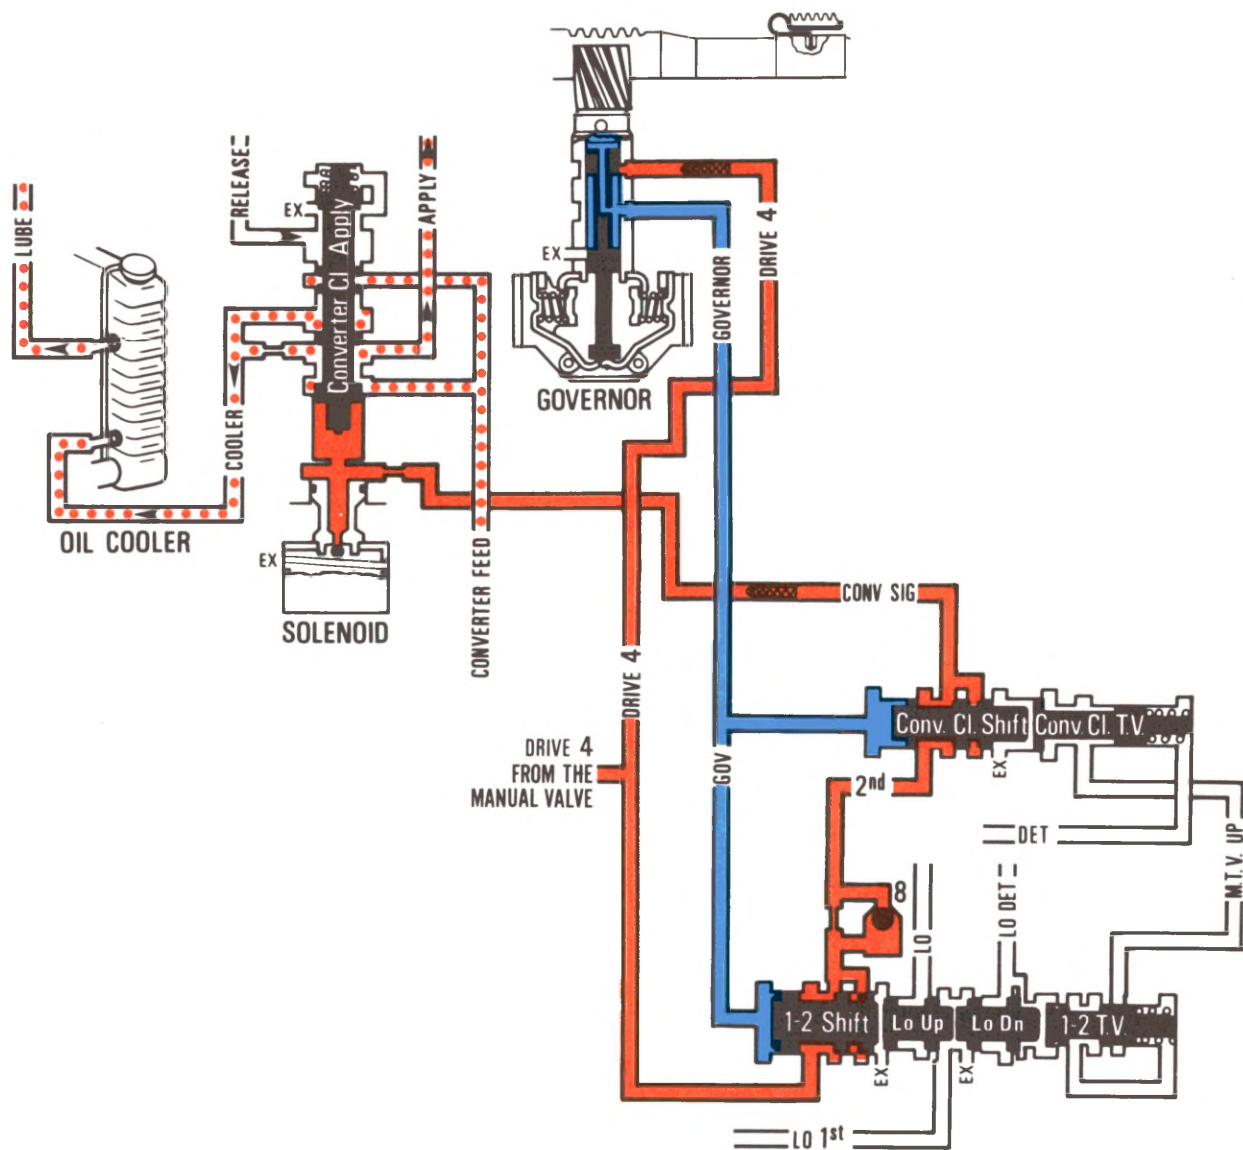 LUBE
RELEASE
EX
Converter Cl. Apply
APPLY
COOLER
OIL COOLER
EX
SOLENOID
CONVERTER FEED
EX
GOVERNOR
GOVERNOR
DRIVE 4
CONV SIG
DRIVE 4
DRIVE 4
FROM THE
MANUAL VALVE
GOV
Conv. Cl. Shift
Conv. Cl. T.V.
EX
2nd
DET
M.T.V. UP
8
LO
LO DET
1-2 Shift
Lo Up
Lo Dn
1-2 T.V.
EX
EX
LO 1st